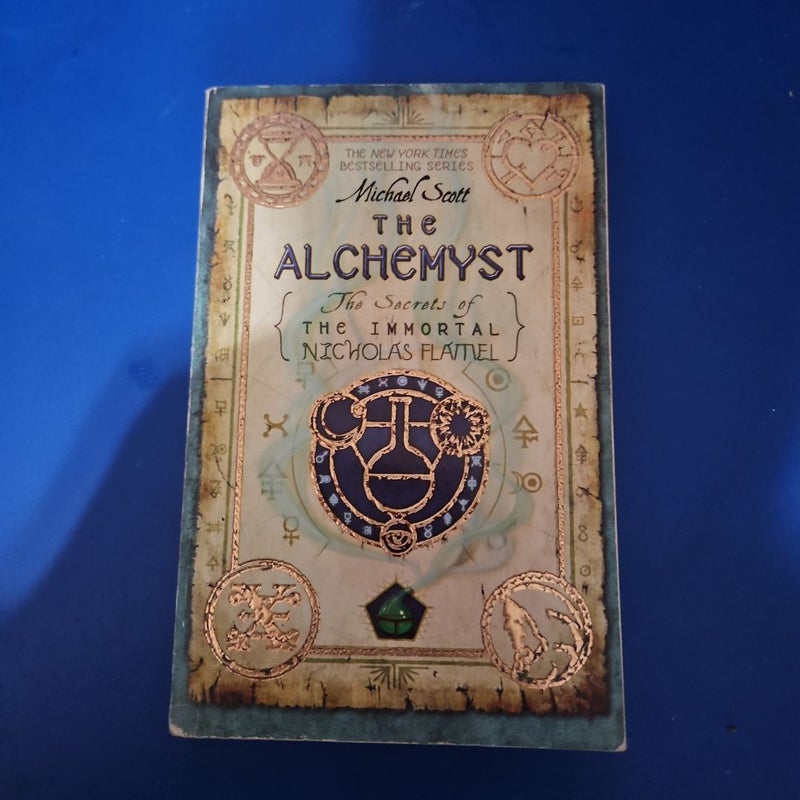 THE NEW YORK TIMES
BESTSELLING SERIES
Michael Scott
THE
ALCHEMYST
{ The Secrets of
THE IMMORTAL
NICHOLAS FLAMEL }